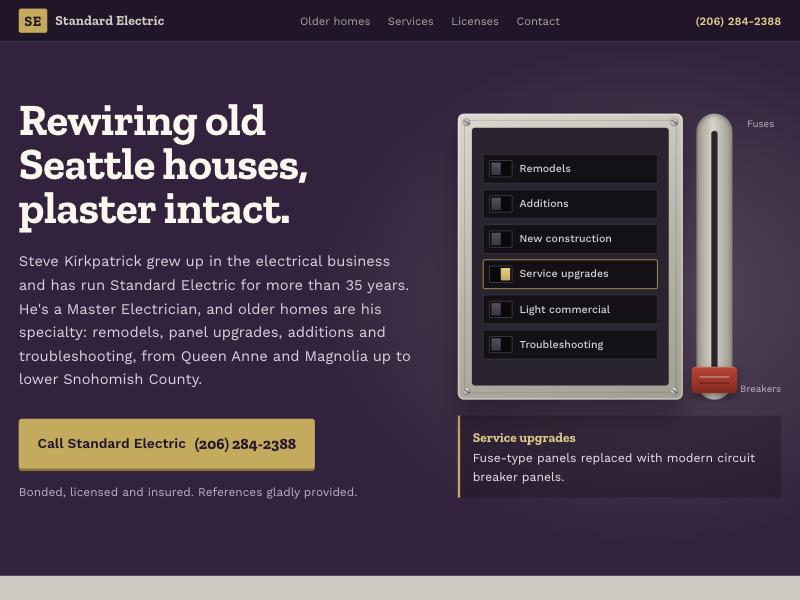 SE Standard Electric
Older homes Services Licenses Contact
(206) 284-2388
Rewiring old
Seattle houses,
plaster intact.
Steve Kirkpatrick grew up in the electrical business
and has run Standard Electric for more than 35 years.
He's a Master Electrician, and older homes are his
specialty: remodels, panel upgrades, additions and
troubleshooting, from Queen Anne and Magnolia up to
lower Snohomish County.
Call Standard Electric (206) 284-2388
Bonded, licensed and insured. References gladly provided.
Remodels
Additions
New construction
Service upgrades
Light commercial
Troubleshooting
Fuses
Breakers
Service upgrades
Fuse-type panels replaced with modern circuit
breaker panels.